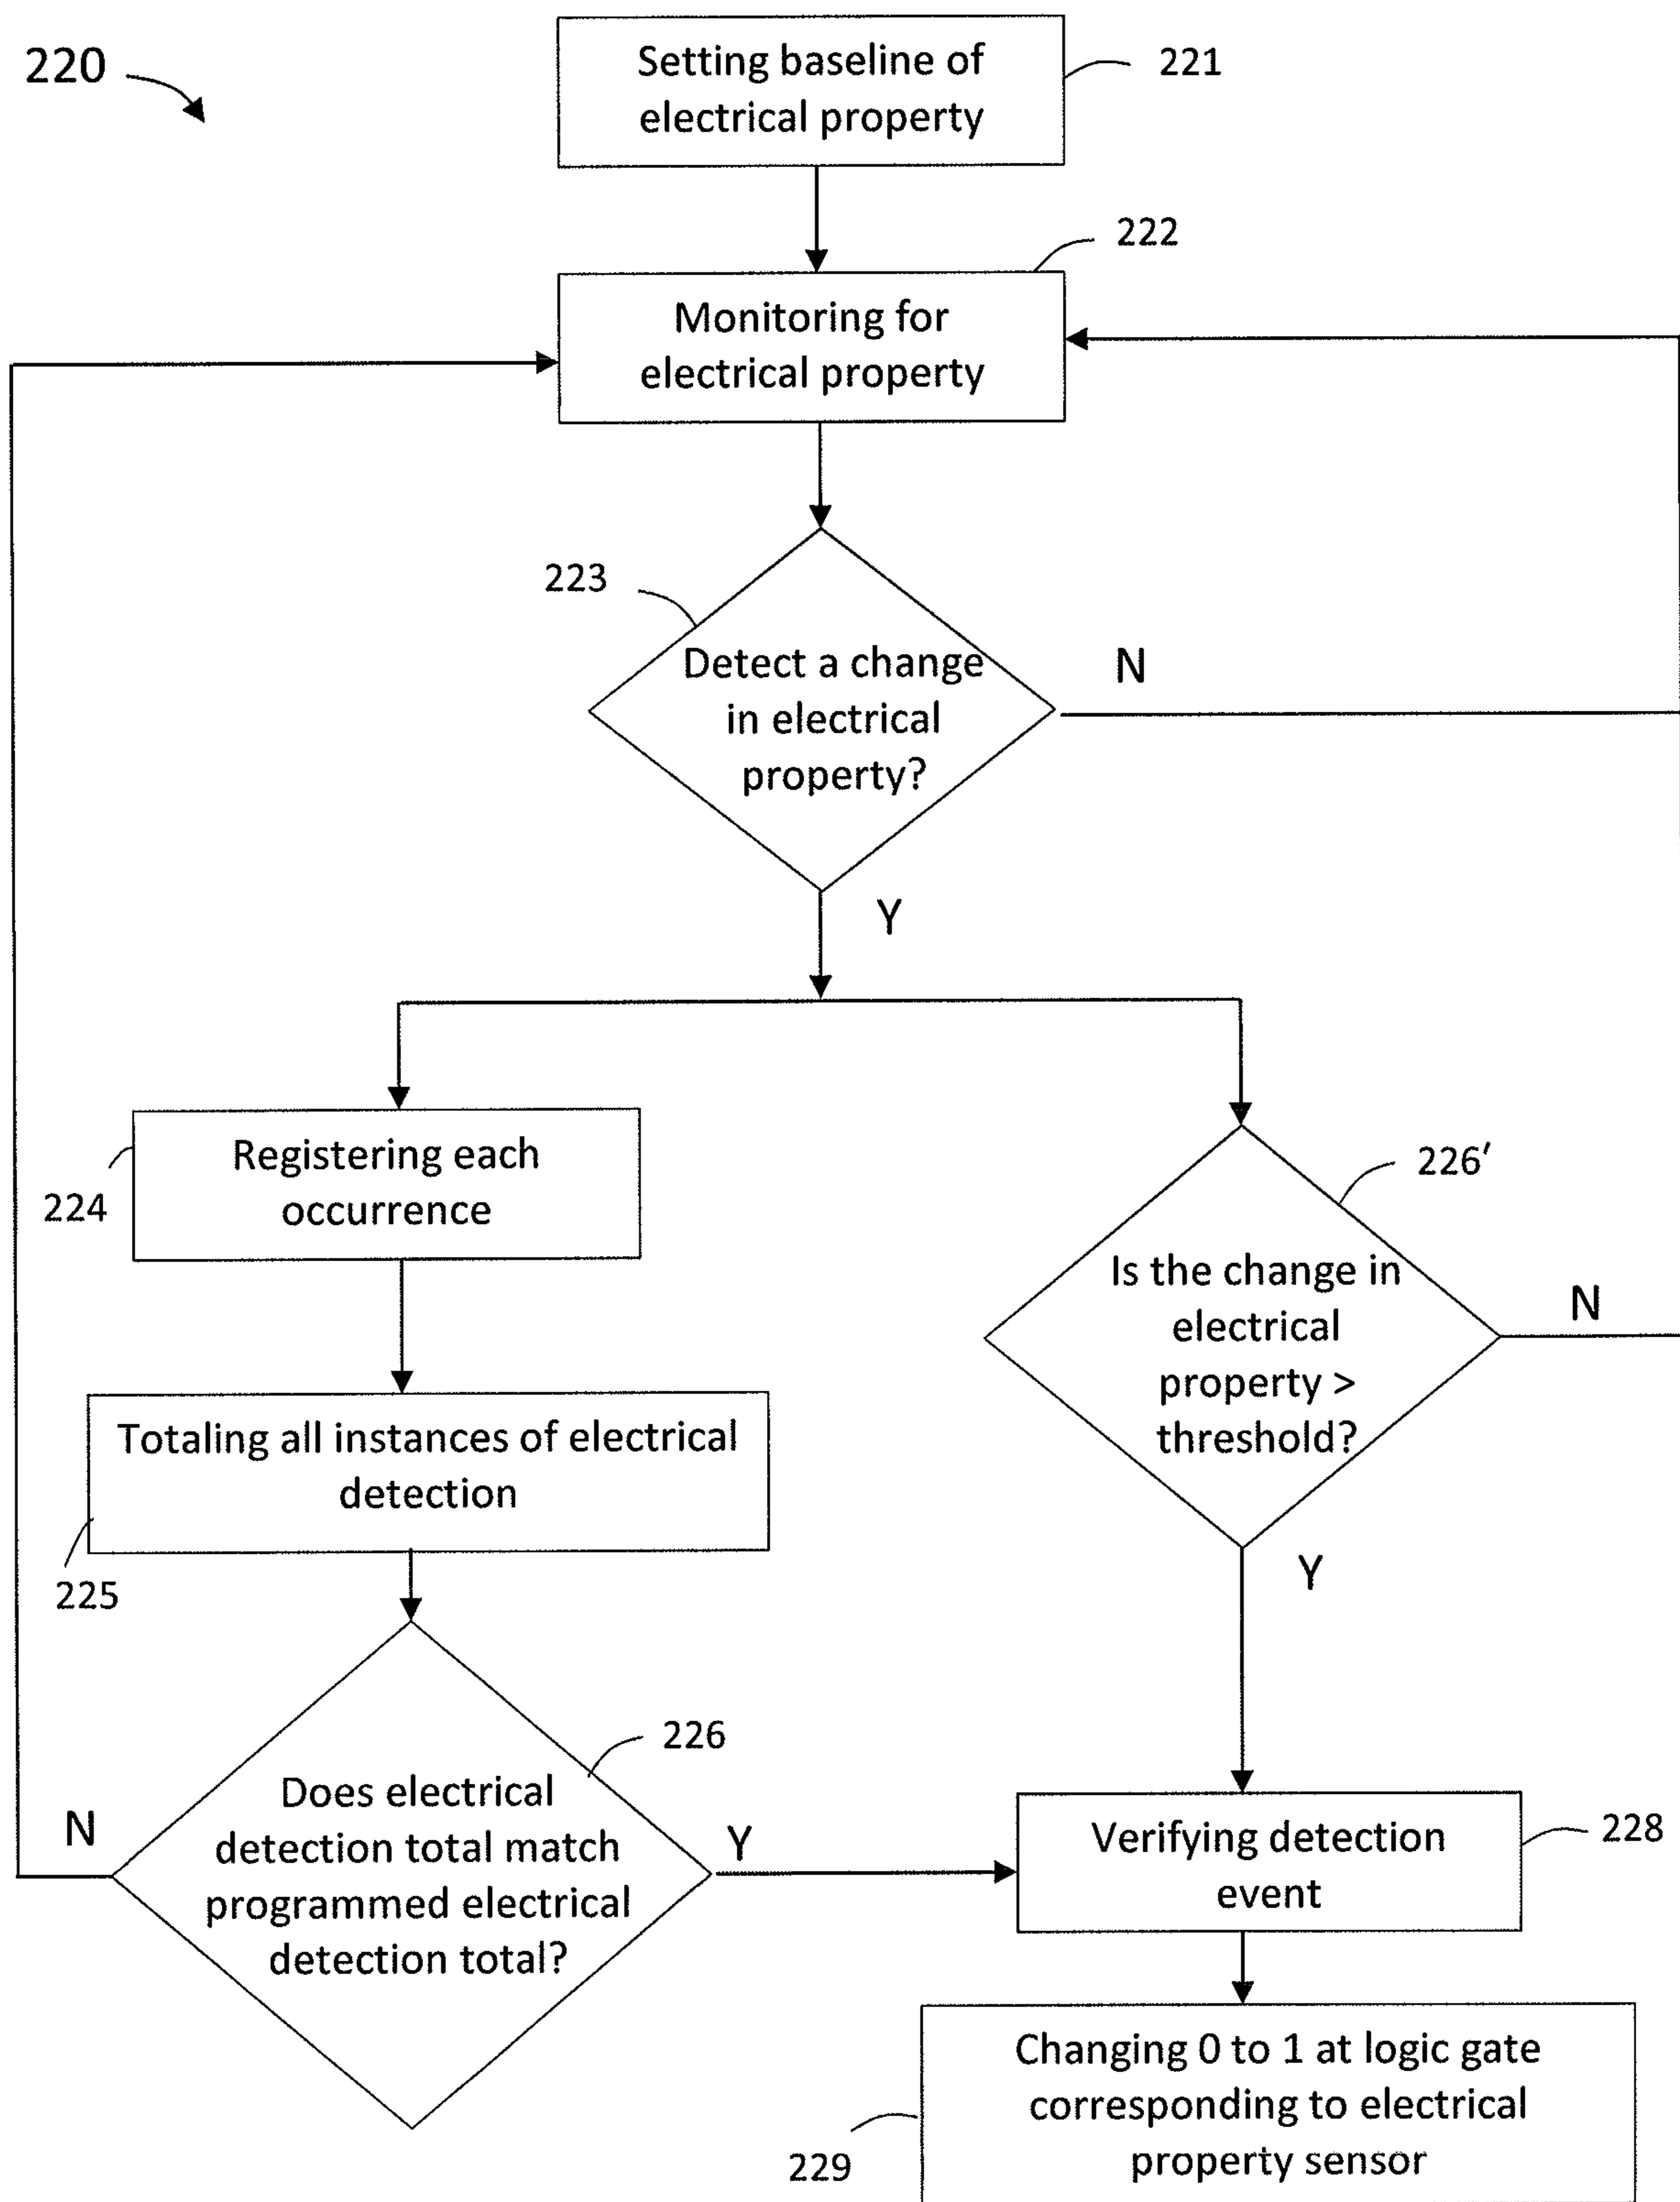 220
Setting baseline of
electrical property
221
222
Monitoring for
electrical property
223
Detect a change
in electrical
property?
N
Y
Registering each
occurrence
224
226'
Is the change in
electrical
property >
threshold?
N
Y
Totaling all instances of electrical
detection
225
226
Does electrical
detection total match
programmed electrical
detection total?
N
Y
Verifying detection
event
228
Changing 0 to 1 at logic gate
corresponding to electrical
property sensor
229